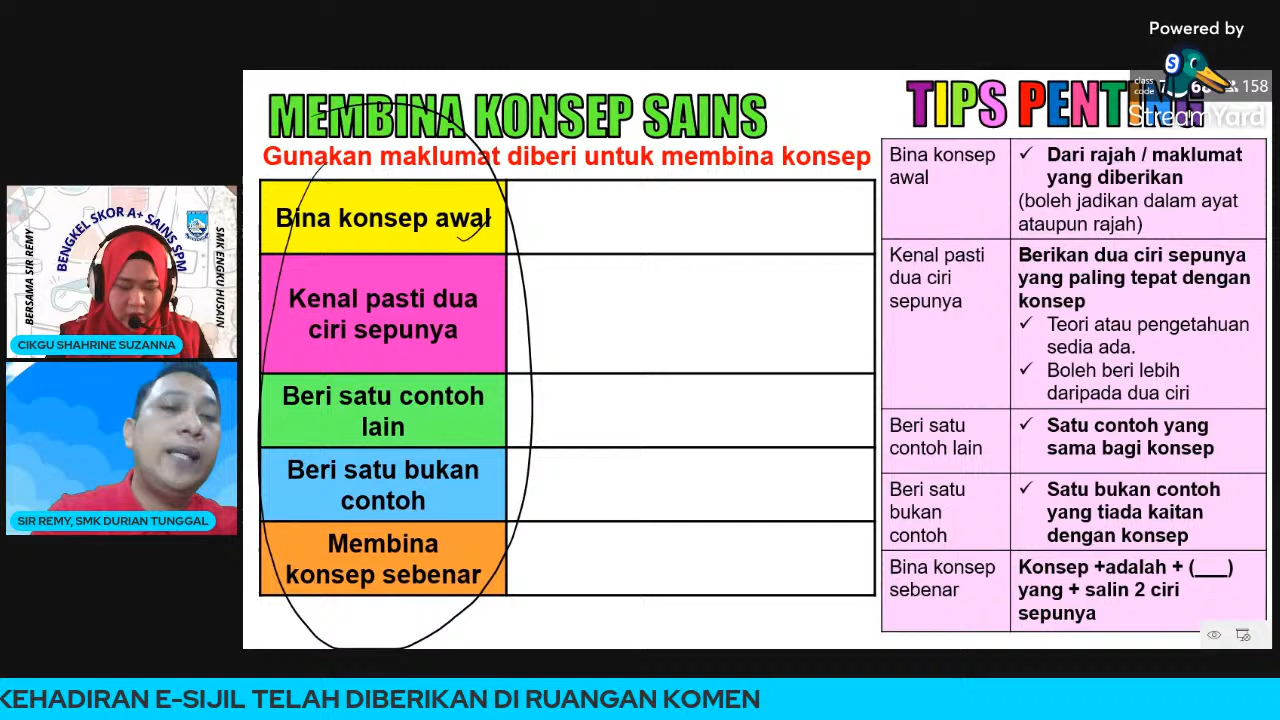 Powered by
StreamYard
class
code
158
MEMBINA KONSEP SAINS
Gunakan maklumat diberi untuk membina konsep
Bina konsep awal
Kenal pasti dua
ciri sepunya
Beri satu contoh
lain
Beri satu bukan
contoh
Membina
konsep sebenar
TIPS PENTING
Bina konsep
awal
✓ Dari rajah / maklumat
yang diberikan
(boleh jadikan dalam ayat
ataupun rajah)
Kenal pasti
dua ciri
sepunya
Berikan dua ciri sepunya
yang paling tepat dengan
konsep
✓ Teori atau pengetahuan
sedia ada.
✓ Boleh beri lebih
daripada dua ciri
Beri satu
contoh lain
✓ Satu contoh yang
sama bagi konsep
Beri satu
bukan
contoh
✓ Satu bukan contoh
yang tiada kaitan
dengan konsep
Bina konsep
sebenar
Konsep +adalah + (___)
yang + salin 2 ciri
sepunya
BENGKEL SKOR A+ SAINS SPM
BERSAMA SIR REMY
SMK ENGKU HUSAIN
CIKGU SHAHRINE SUZANNA
SIR REMY, SMK DURIAN TUNGGAL
KEHADIRAN E-SIJIL TELAH DIBERIKAN DI RUANGAN KOMEN